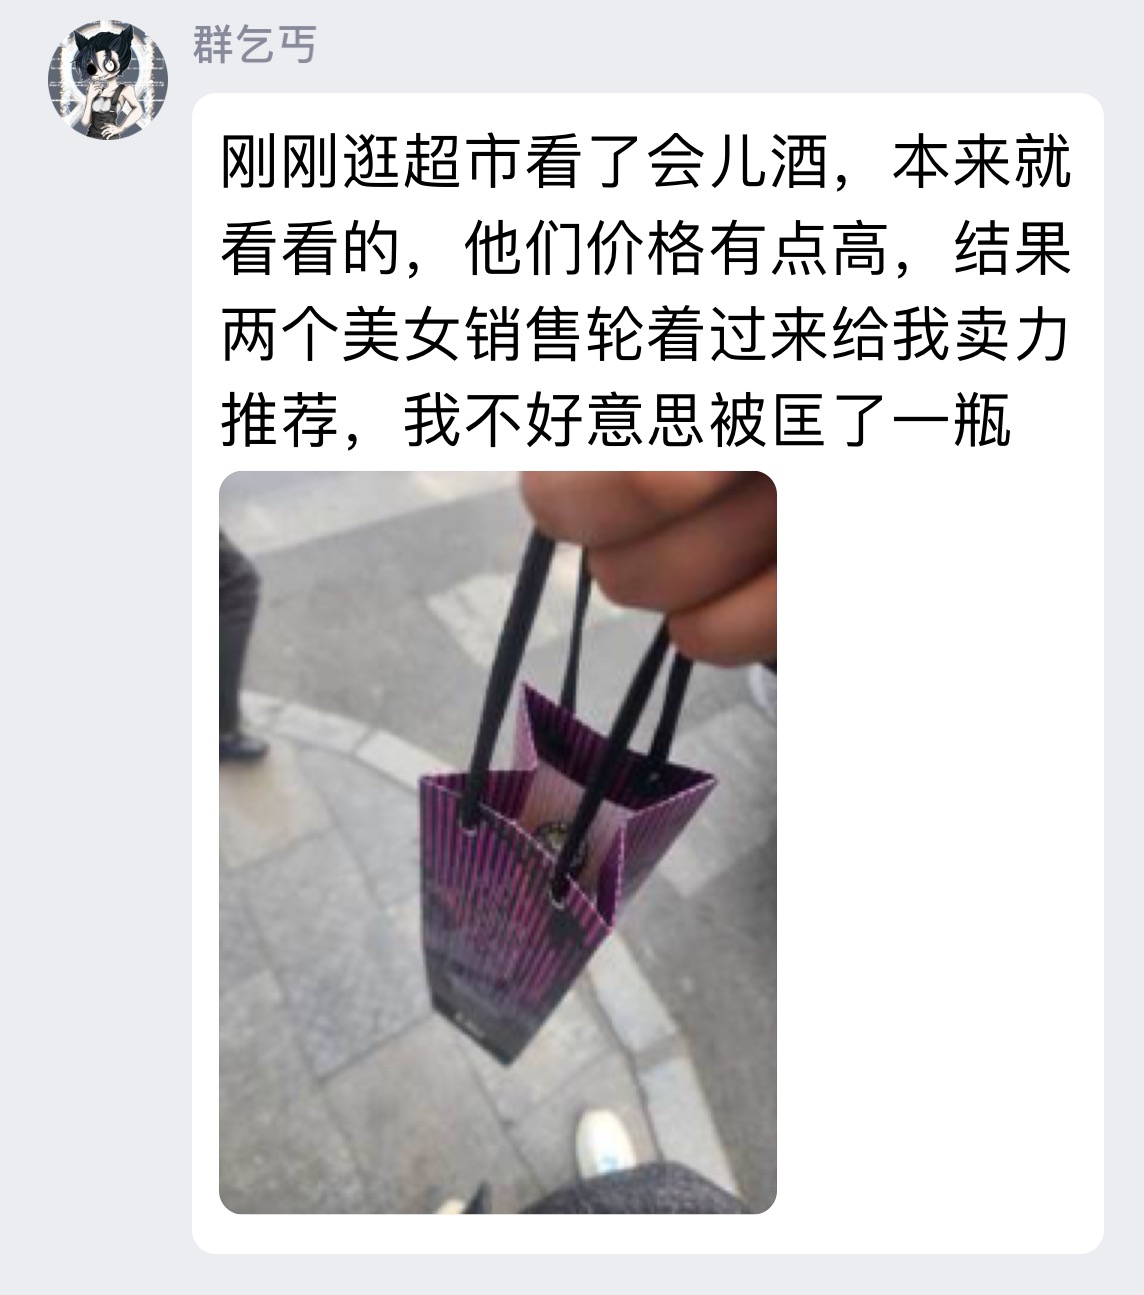 群乞丐
刚刚逛超市看了会儿酒，本来就
看看的，他们价格有点高，结果
两个美女销售轮着过来给我卖力
推荐，我不好意思被匡了一瓶